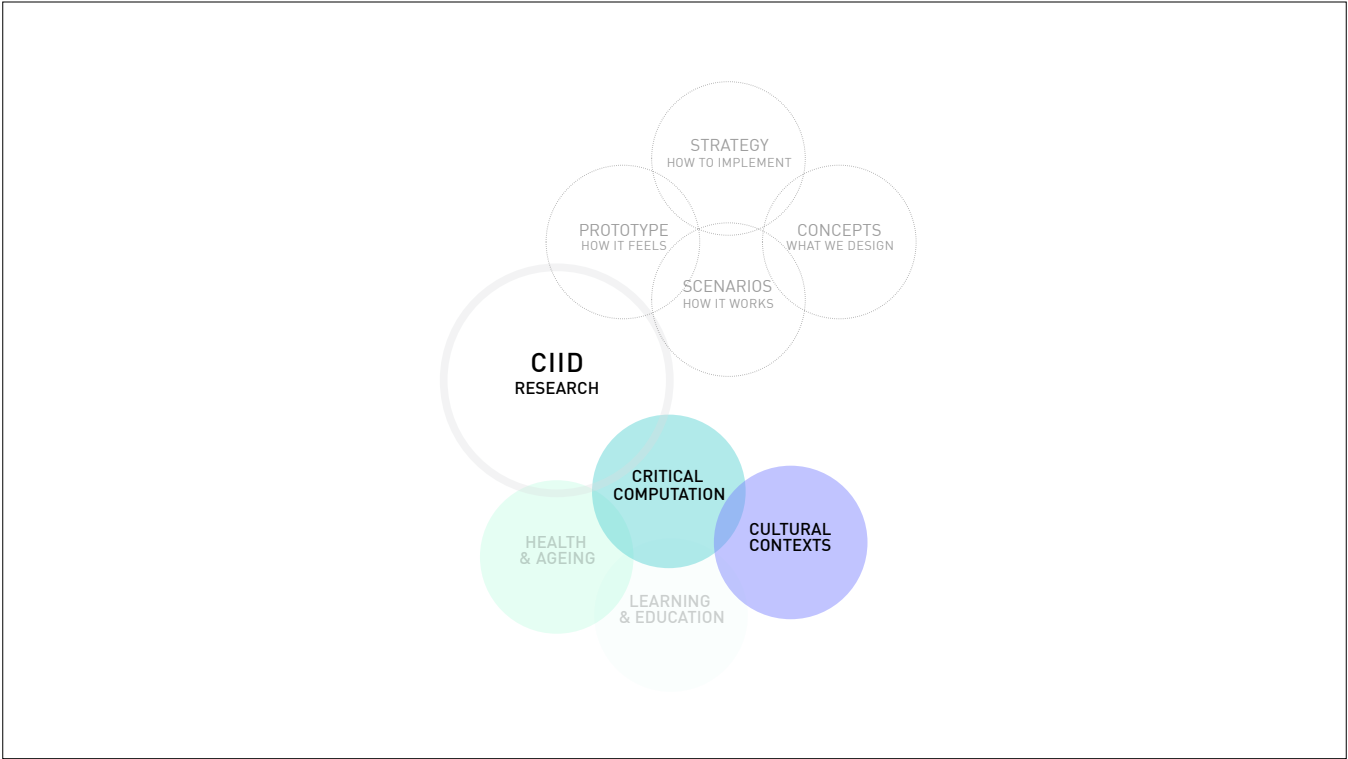 STRATEGY
HOW TO IMPLEMENT
PROTOTYPE
HOW IT FEELS
CONCEPTS
WHAT WE DESIGN
SCENARIOS
HOW IT WORKS
CIID
RESEARCH
CRITICAL
COMPUTATION
CULTURAL
CONTEXTS
HEALTH
& AGEING
LEARNING
& EDUCATION